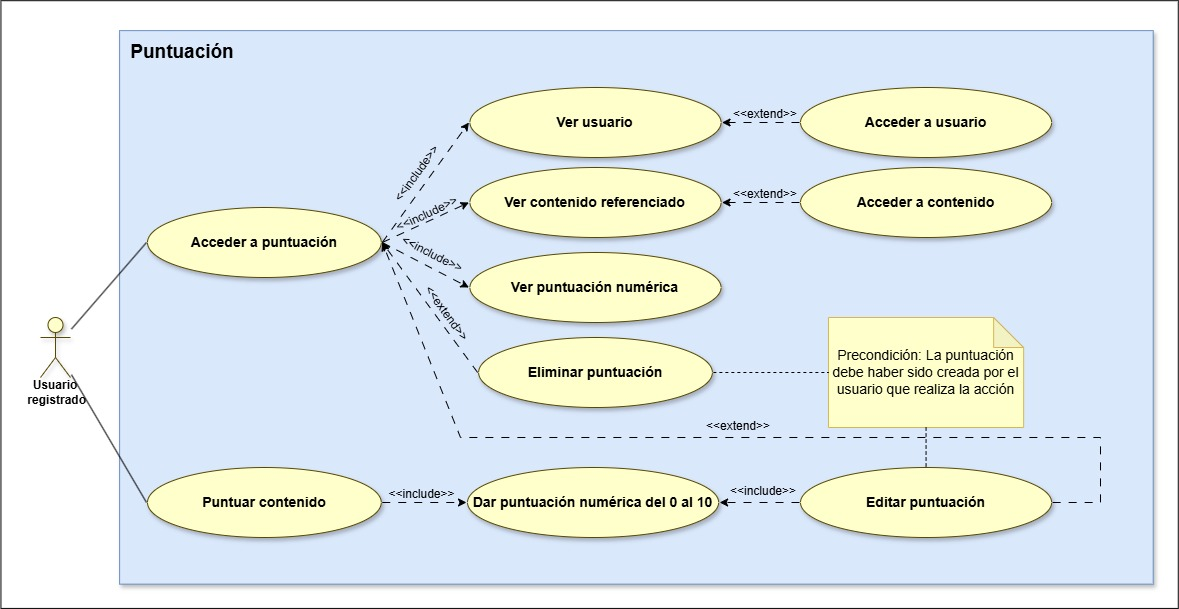 Puntuación
Ver usuario
<<extend>>
Acceder a usuario
<<include>>
Ver contenido referenciado
<<extend>>
Acceder a contenido
<<include>>
Acceder a puntuación
<<include>>
Ver puntuación numérica
<<extend>>
Eliminar puntuación
Precondición: La puntuación
debe haber sido creada por el
usuario que realiza la acción
Usuario
registrado
<<extend>>
Puntuar contenido
<<include>>
Dar puntuación numérica del 0 al 10
<<include>>
Editar puntuación